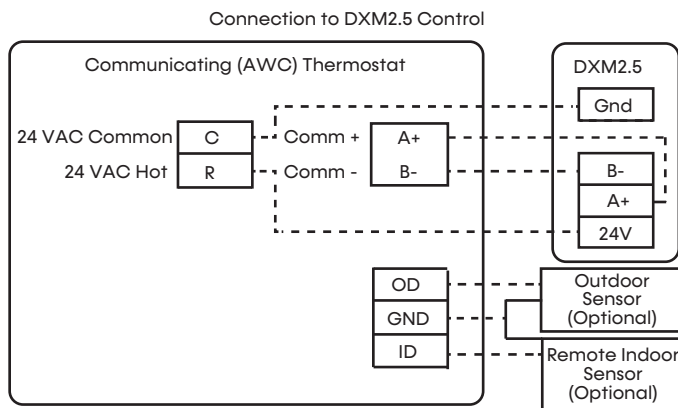 Connection to DXM2.5 Control
Communicating (AWC) Thermostat
DXM2.5
Gnd
24 VAC Common
C
Comm +
A+
24 VAC Hot
R
Comm -
B-
B-
A+
24V
OD
GND
ID
Outdoor
Sensor
(Optional)
Remote Indoor
Sensor
(Optional)